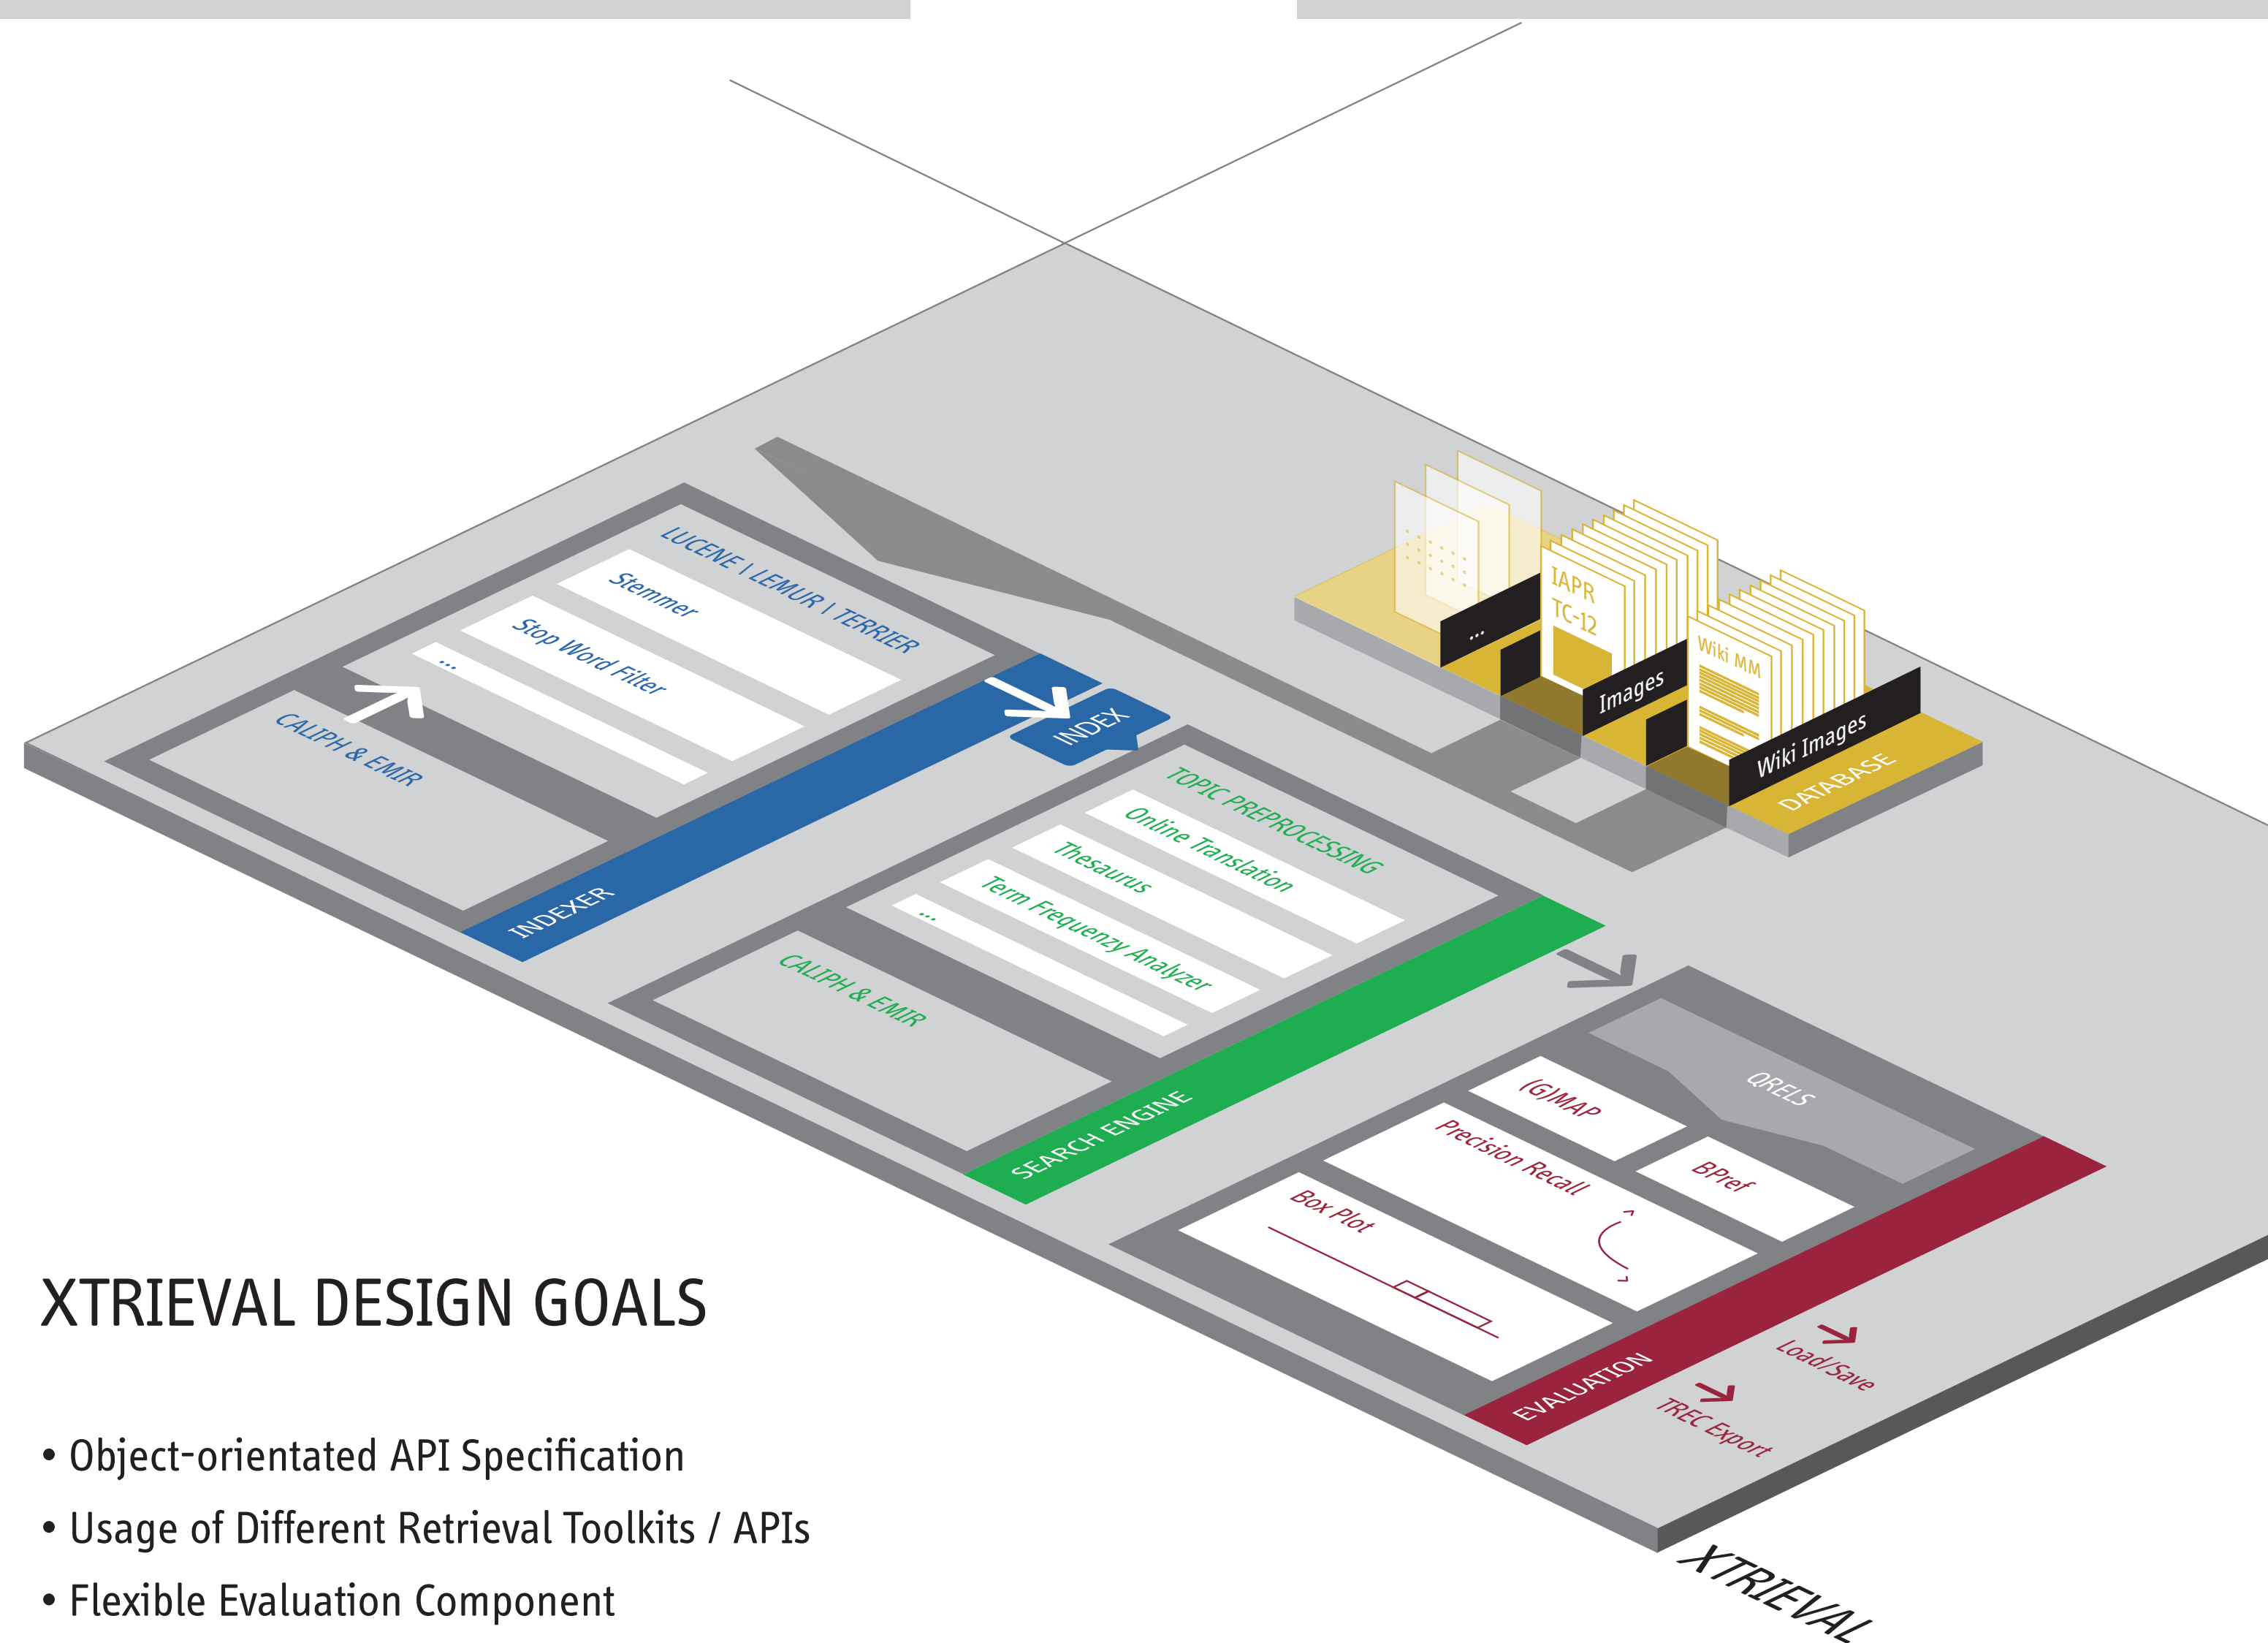 LUCENE | LEMUR | TERRIER
Stemmer
Stop Word Filter
...
CALIPH & EMIR
INDEXER
INDEX
...
IAPR
TC-12
Images
Wiki MM
Wiki Images
DATABASE
TOPIC PREPROCESSING
Online Translation
Thesaurus
Term Frequenzy Analyzer
...
CALIPH & EMIR
SEARCH ENGINE
QRELS
(G)MAP
BPref
Precision Recall
Box Plot
EVALUATION
Load/Save
TREC Export
XTRIEVAL
XTRIEVAL DESIGN GOALS
• Object-orientated API Specification
• Usage of Different Retrieval Toolkits / APIs
• Flexible Evaluation Component